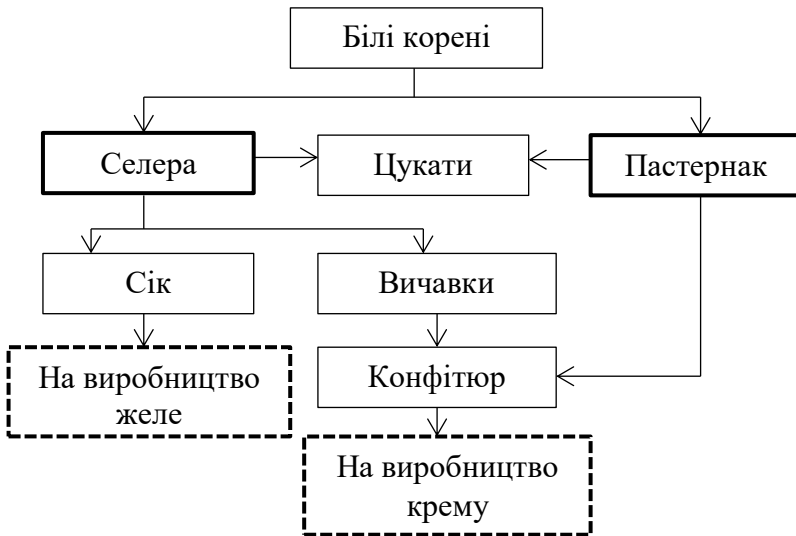 Білі корені
Селера
Цукати
Пастернак
Сік
Вичавки
На виробництво
желе
Конфітюр
На виробництво
крему